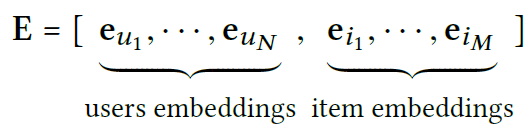 E = [ e_{u_1}, ⋯, e_{u_N} , e_{i_1}, ⋯, e_{i_M} ]
users embeddings item embeddings